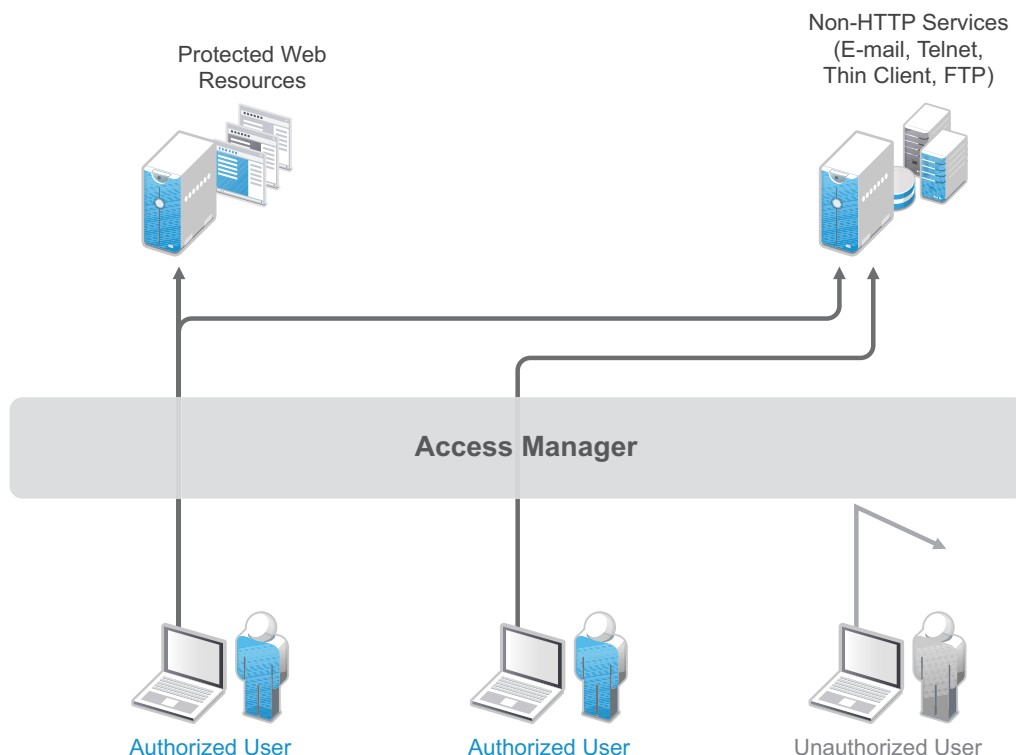 Protected Web
Resources
Non-HTTP Services
(E-mail, Telnet,
Thin Client, FTP)
Access Manager
Authorized User
Authorized User
Unauthorized User